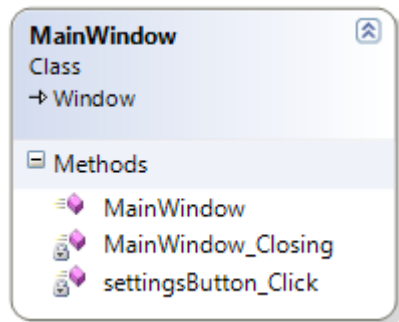 MainWindow
Class
Window
Methods
MainWindow
MainWindow_Closing
settingsButton_Click